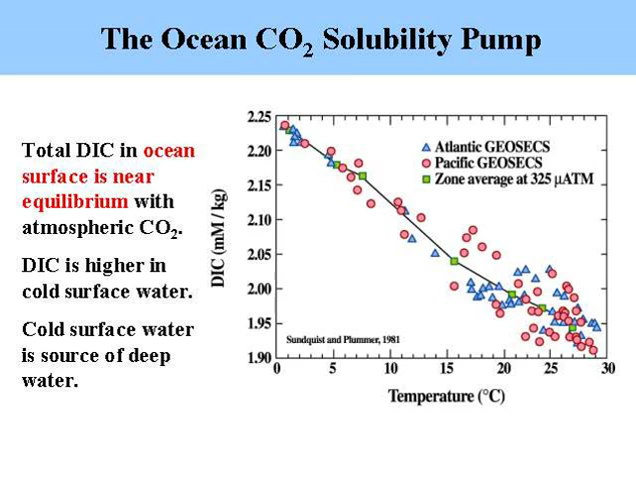 The Ocean CO2 Solubility Pump
Total DIC in ocean
surface is near
equilibrium with
atmospheric CO2.
DIC is higher in
cold surface water.
Cold surface water
is source of deep
water.
DIC (mM / kg)
2.25
2.20
2.15
2.10
2.05
2.00
1.95
1.90
Atlantic GEOSECS
Pacific GEOSECS
Zone average at 325 µATM
Sundquist and Plummer, 1981
0 5 10 15 20 25 30
Temperature (°C)